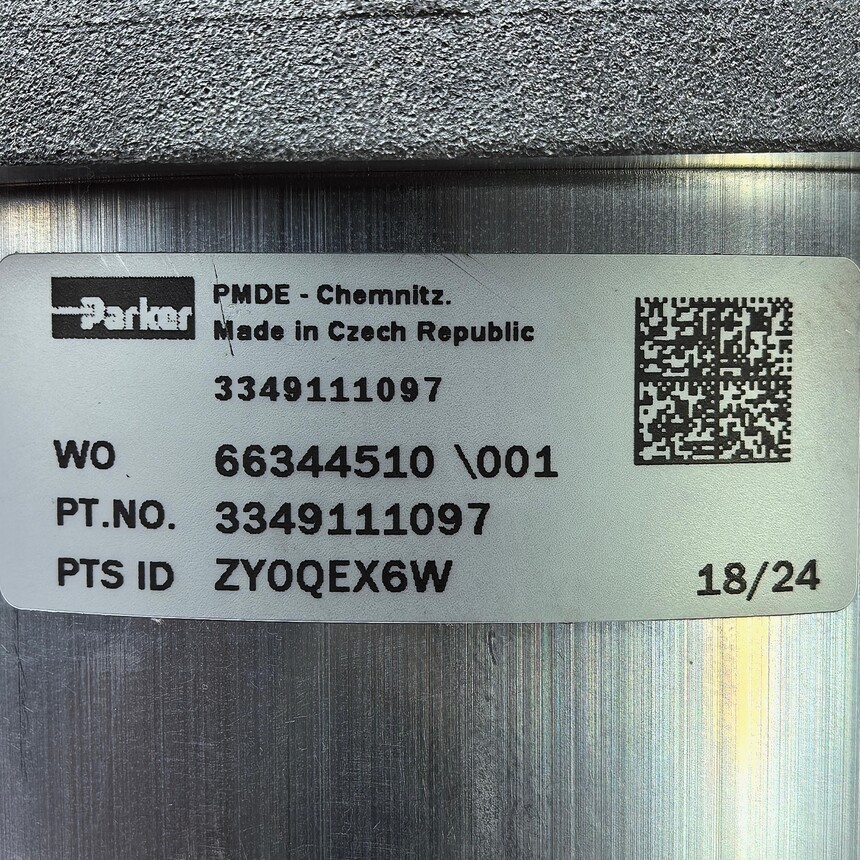 Parker
PMDE - Chemnitz.
Made in Czech Republic
3349111097
WO 66344510 \001
PT.NO. 3349111097
PTS ID ZY0QEX6W 18/24